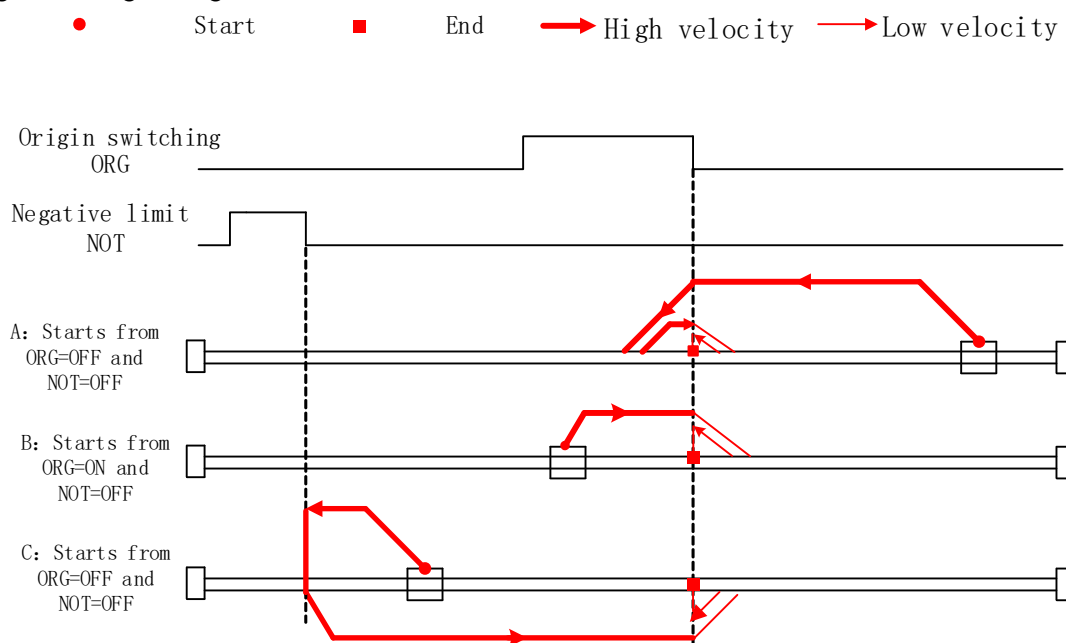 Start End High velocity Low velocity
Origin switching
ORG
Negative limit
NOT
A: Starts from
ORG=OFF and
NOT=OFF
B: Starts from
ORG=ON and
NOT=OFF
C: Starts from
ORG=OFF and
NOT=OFF